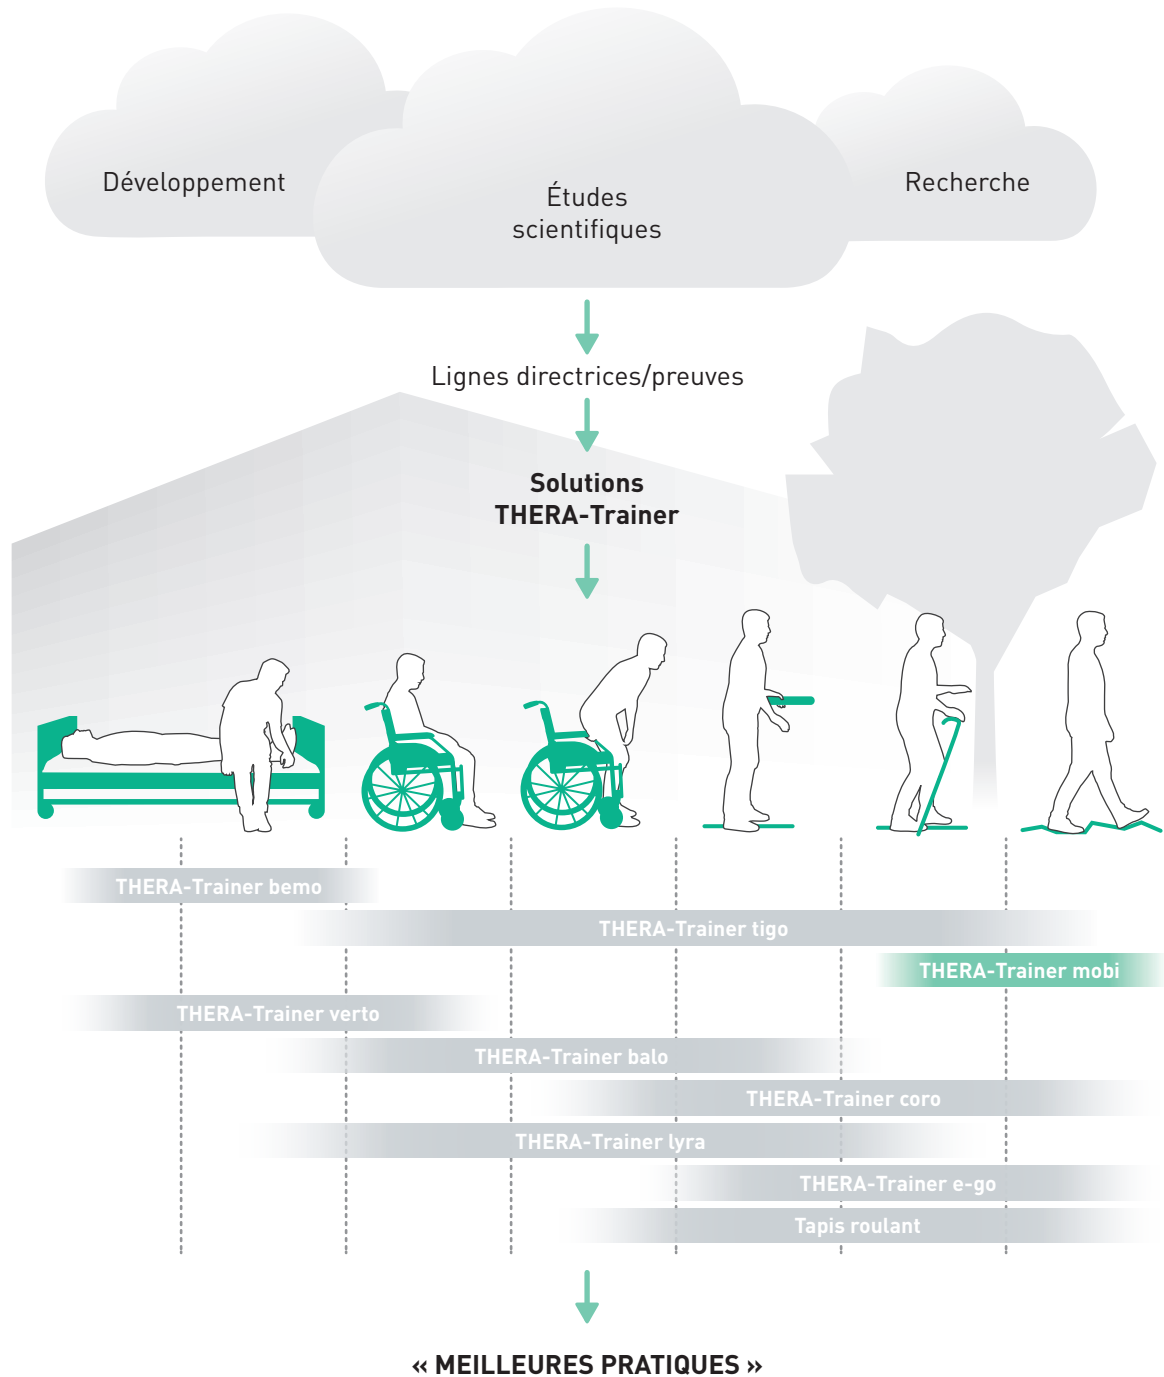 Développement
Études
scientifiques
Recherche
Lignes directrices/preuves
Solutions
THERA-Trainer
THERA-Trainer bemo
THERA-Trainer tigo
THERA-Trainer mobi
THERA-Trainer verto
THERA-Trainer balo
THERA-Trainer coro
THERA-Trainer lyra
THERA-Trainer e-go
Tapis roulant
« MEILLEURES PRATIQUES »